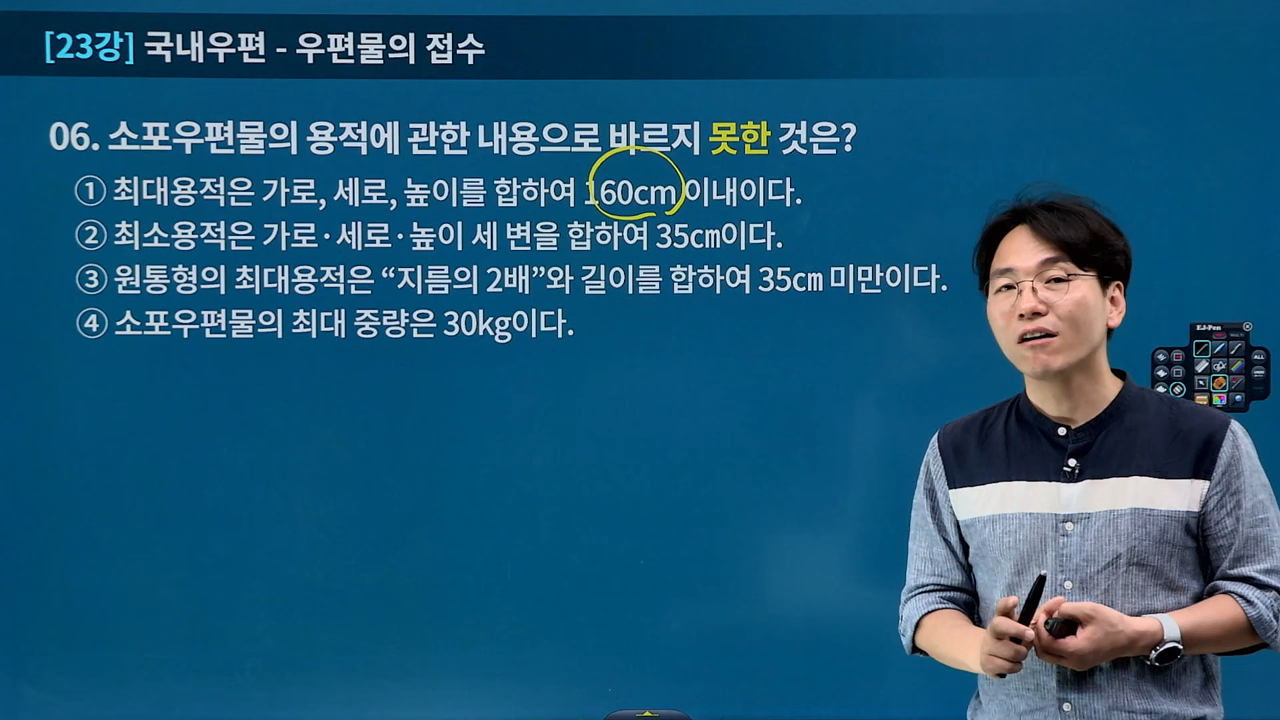 [23강] 국내우편 - 우편물의 접수
06. 소포우편물의 용적에 관한 내용으로 바르지 못한 것은?
① 최대용적은 가로, 세로, 높이를 합하여 160cm 이내이다.
② 최소용적은 가로·세로·높이 세 변을 합하여 35㎝이다.
③ 원통형의 최대용적은 “지름의 2배”와 길이를 합하여 35㎝ 미만이다.
④ 소포우편물의 최대 중량은 30kg이다.
EJ-Pen
ALL